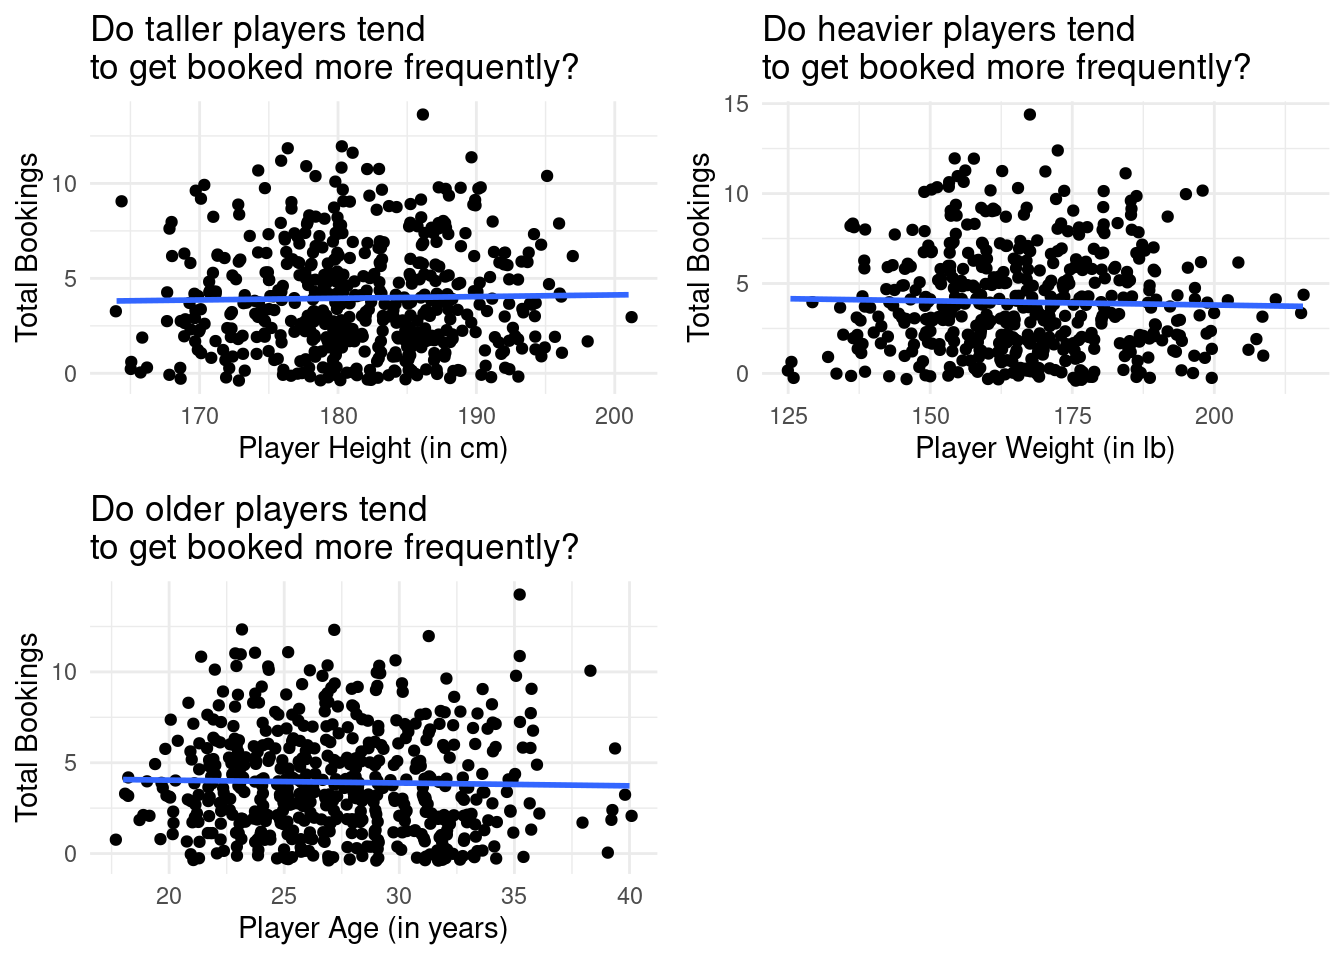 Do taller players tend
to get booked more frequently?
Total Bookings
10
5
0
170 180 190 200
Player Height (in cm)
Do heavier players tend
to get booked more frequently?
Total Bookings
15
10
5
0
125 150 175 200
Player Weight (in lb)
Do older players tend
to get booked more frequently?
Total Bookings
10
5
0
20 25 30 35 40
Player Age (in years)